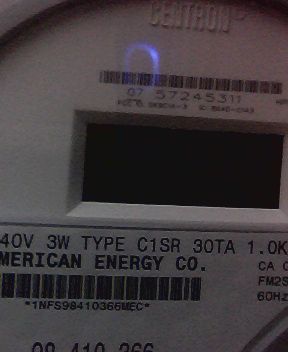 CENTRON
07 57245311
40V 3W TYPE C1SR 30TA 1.0K
MERICAN ENERGY CO.
CA 0
FM2S
*1NFS98410366MEC*
60Hz
98 410 366